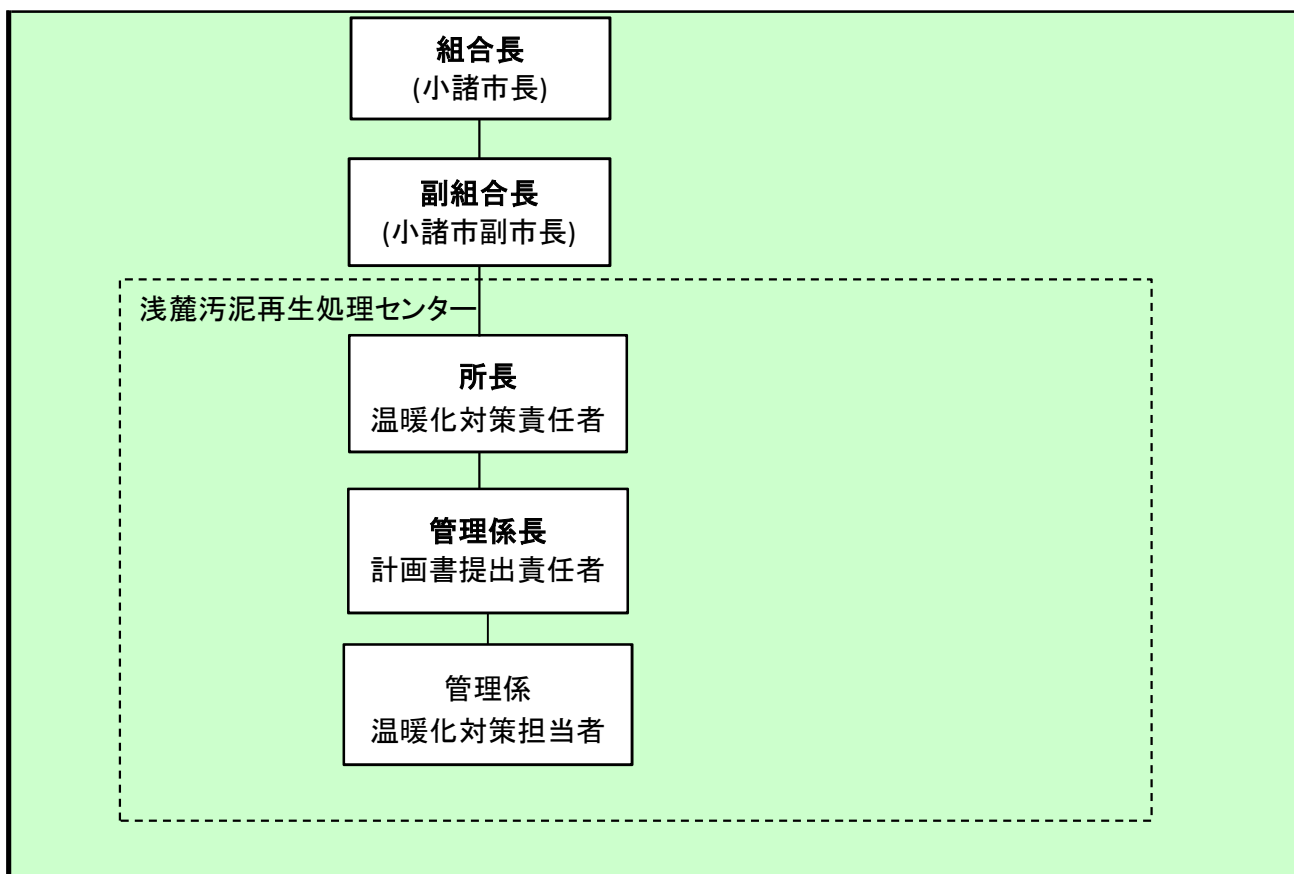 組合長
(小諸市長)
副組合長
(小諸市副市長)
浅麓汚泥再生処理センター
所長
温暖化対策責任者
管理係長
計画書提出責任者
管理係
温暖化対策担当者